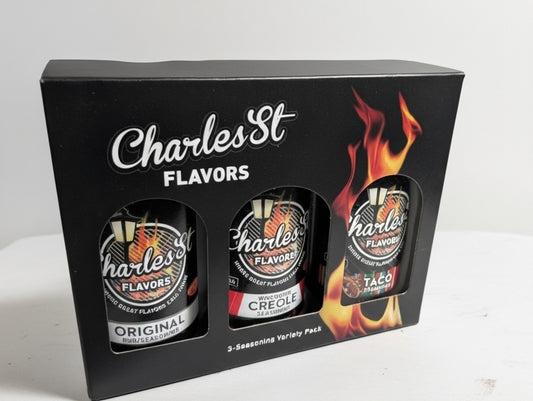 Charles St
FLAVORS
Charles St
FLAVORS
ORIGINAL
Charles St
FLAVORS
CREOLE
Charles St
FLAVORS
TACO
3-Seasoning Variety Pack